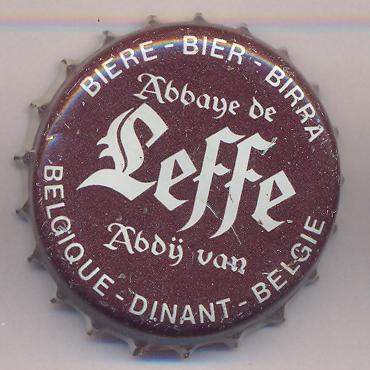 BIERE - BIER - BIRRA
Abbaye de
Leffe
Abdij van
BELGIQUE - DINANT - BELGIE